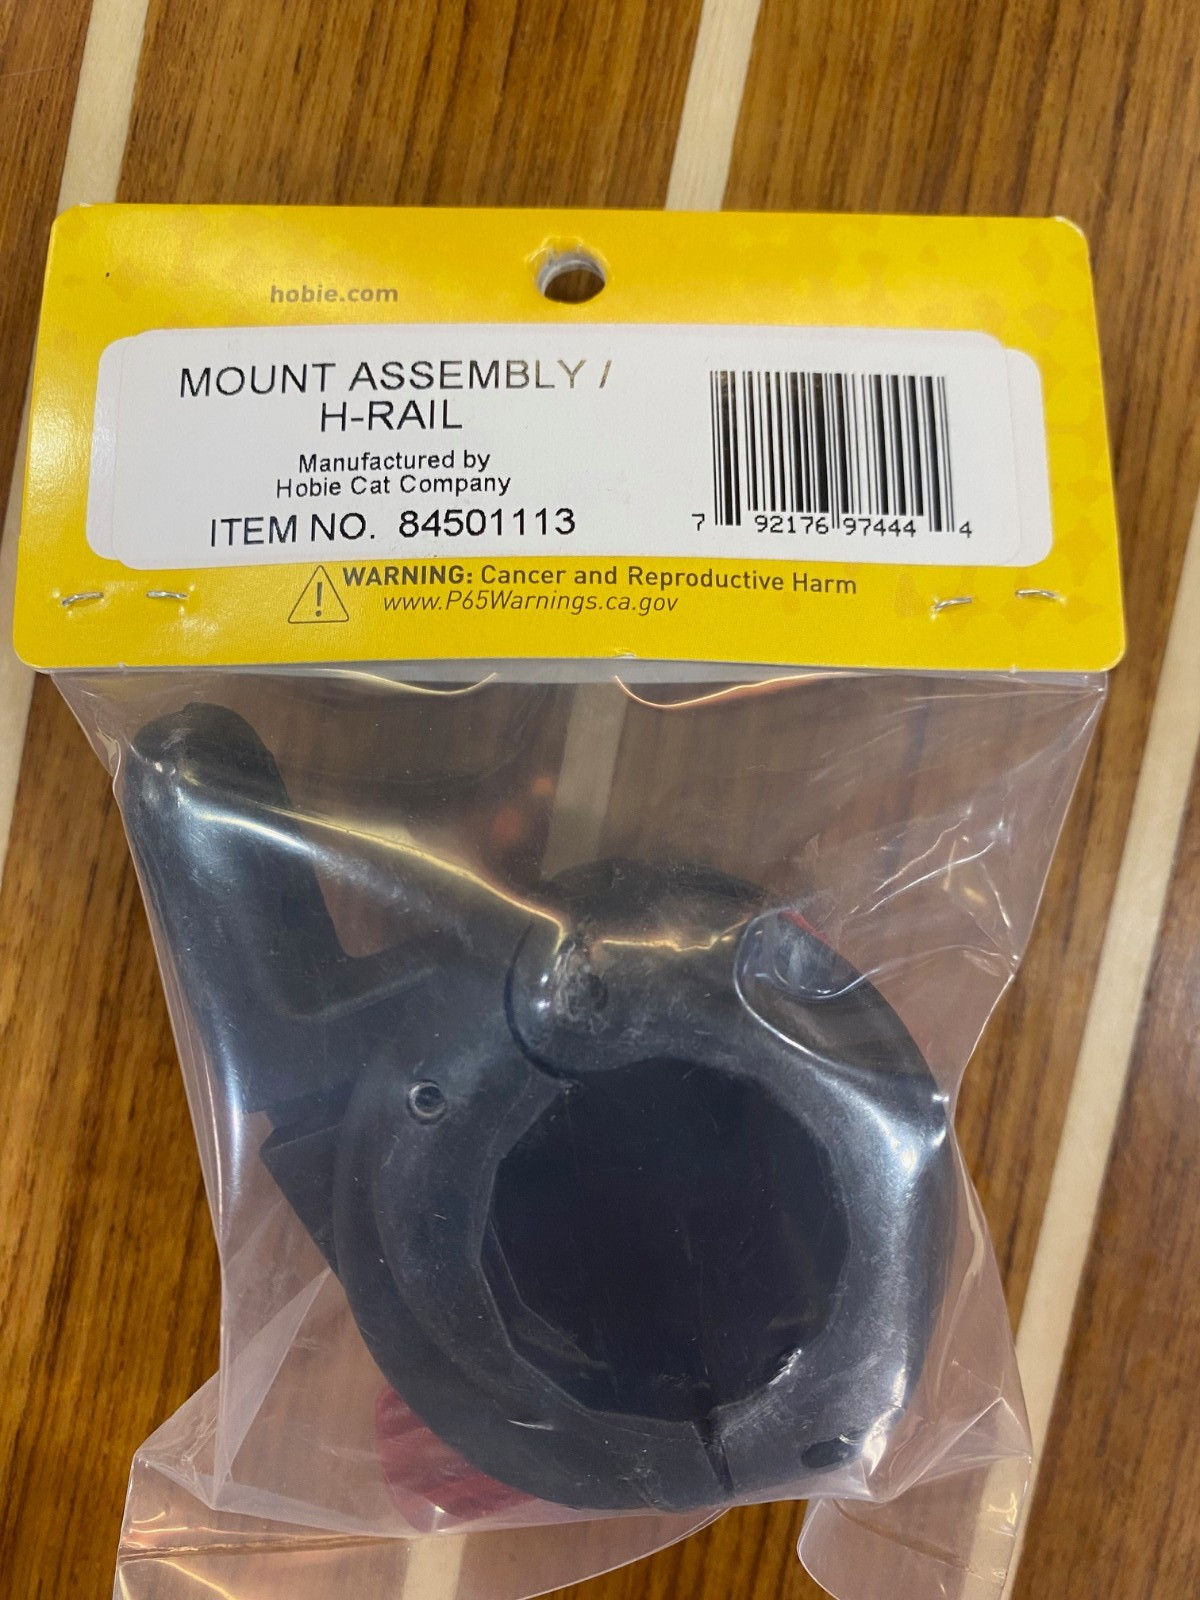 hobie.com
MOUNT ASSEMBLY /
H-RAIL
Manufactured by
Hobie Cat Company
ITEM NO. 84501113
7 92176 97444 4
WARNING: Cancer and Reproductive Harm
www.P65Warnings.ca.gov